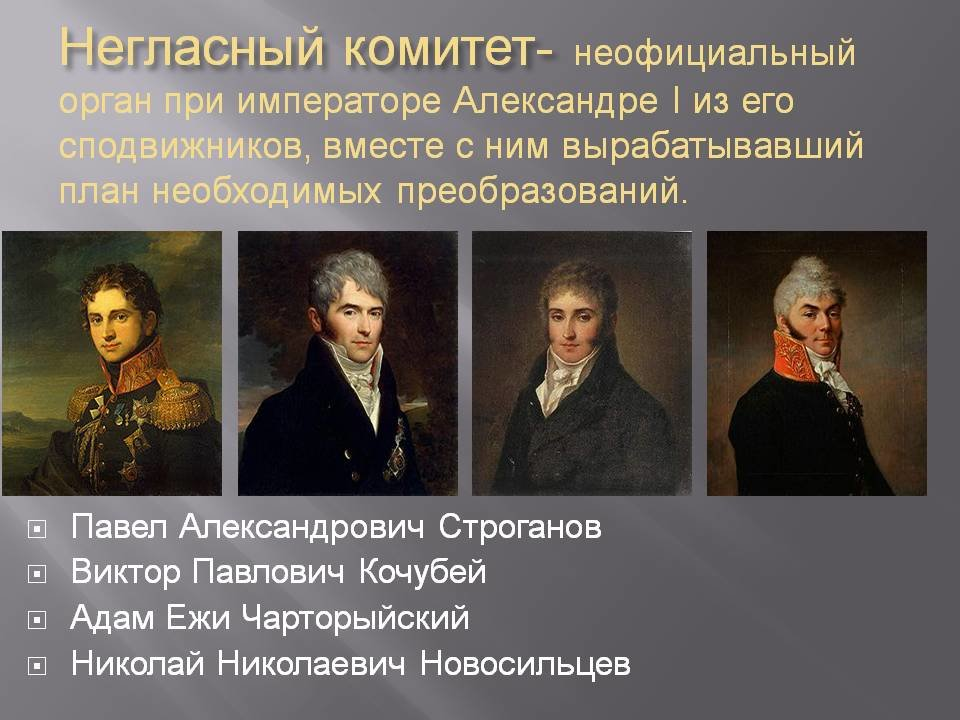 Негласный комитет- неофициальный
орган при императоре Александре I из его
сподвижников, вместе с ним вырабатывавший
план необходимых преобразований.
Павел Александрович Строганов
Виктор Павлович Кочубей
Адам Ежи Чарторыйский
Николай Николаевич Новосильцев